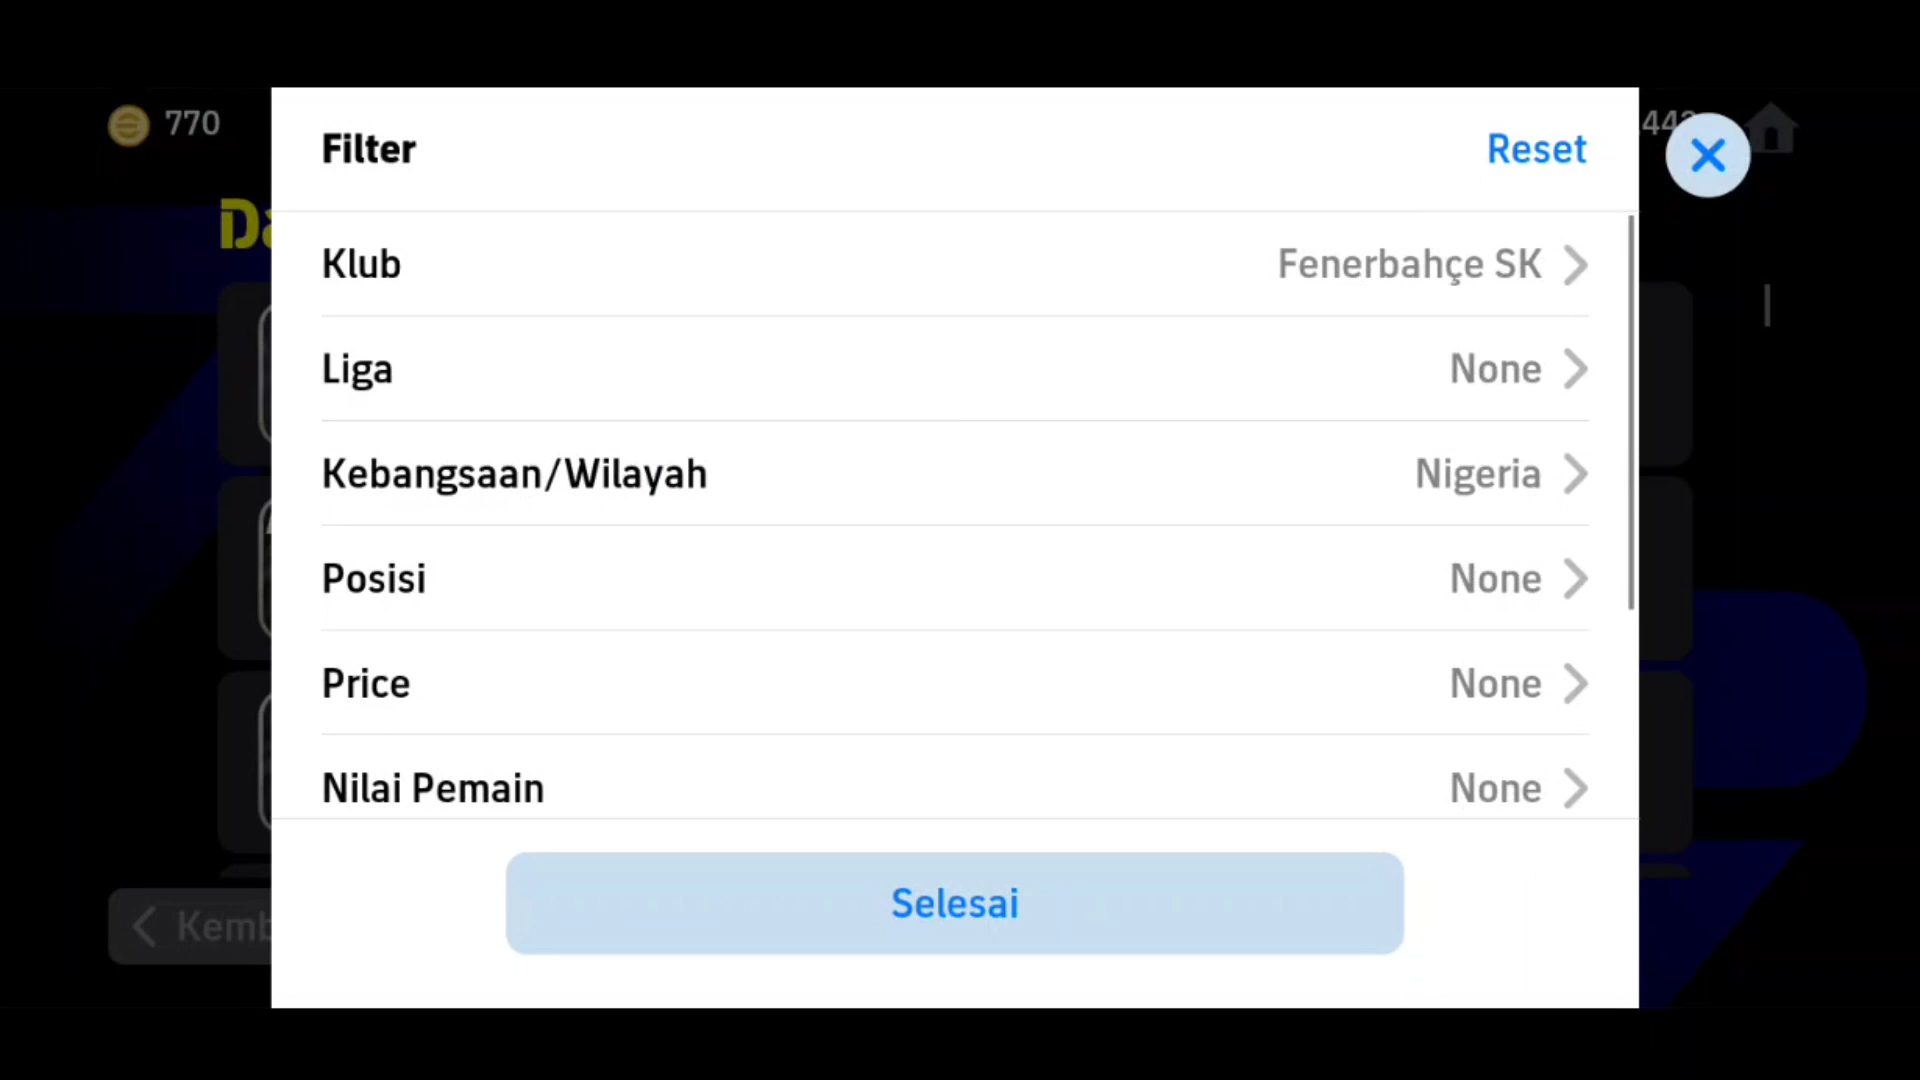 770
Filter
Reset
Klub
Fenerbahçe SK
Liga
None
Kebangsaan/Wilayah
Nigeria
Posisi
None
Price
None
Nilai Pemain
None
Selesai